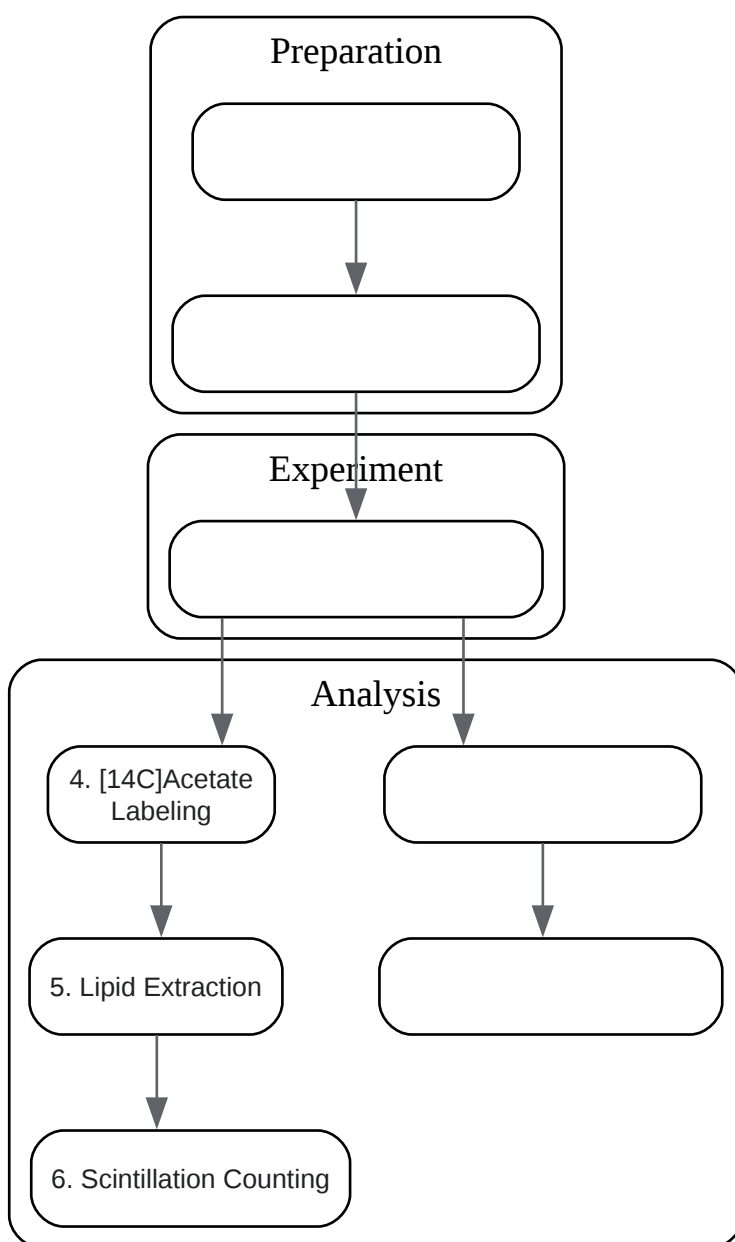 Preparation
Experiment
Analysis
4. [14C]Acetate
Labeling
5. Lipid Extraction
6. Scintillation Counting